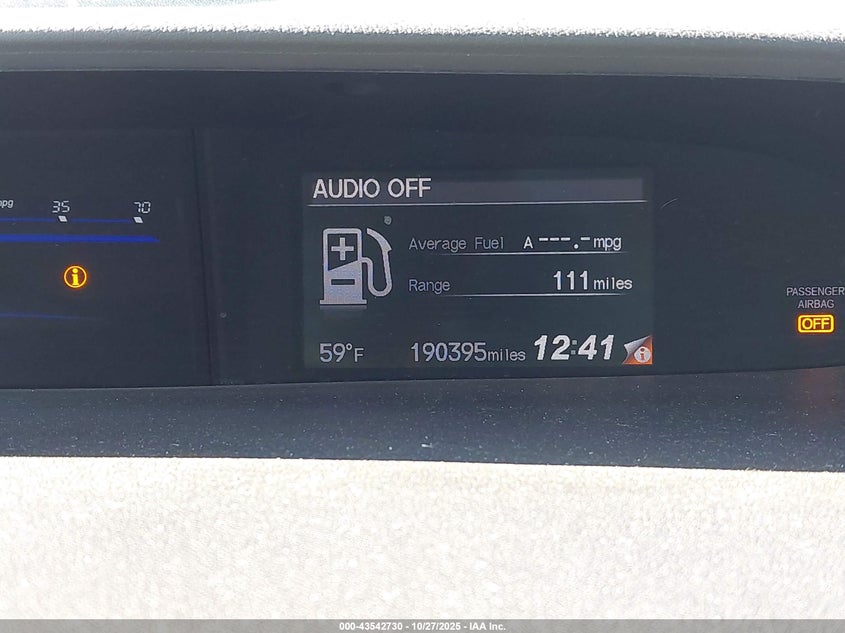 AUDIO OFF
mpg 35 70
Average Fuel A ---.- mpg
Range 111 miles
PASSENGER
AIRBAG
OFF
59°F 190395 miles 12:41
000-43542730 - 10/27/2025 - IAA Inc.